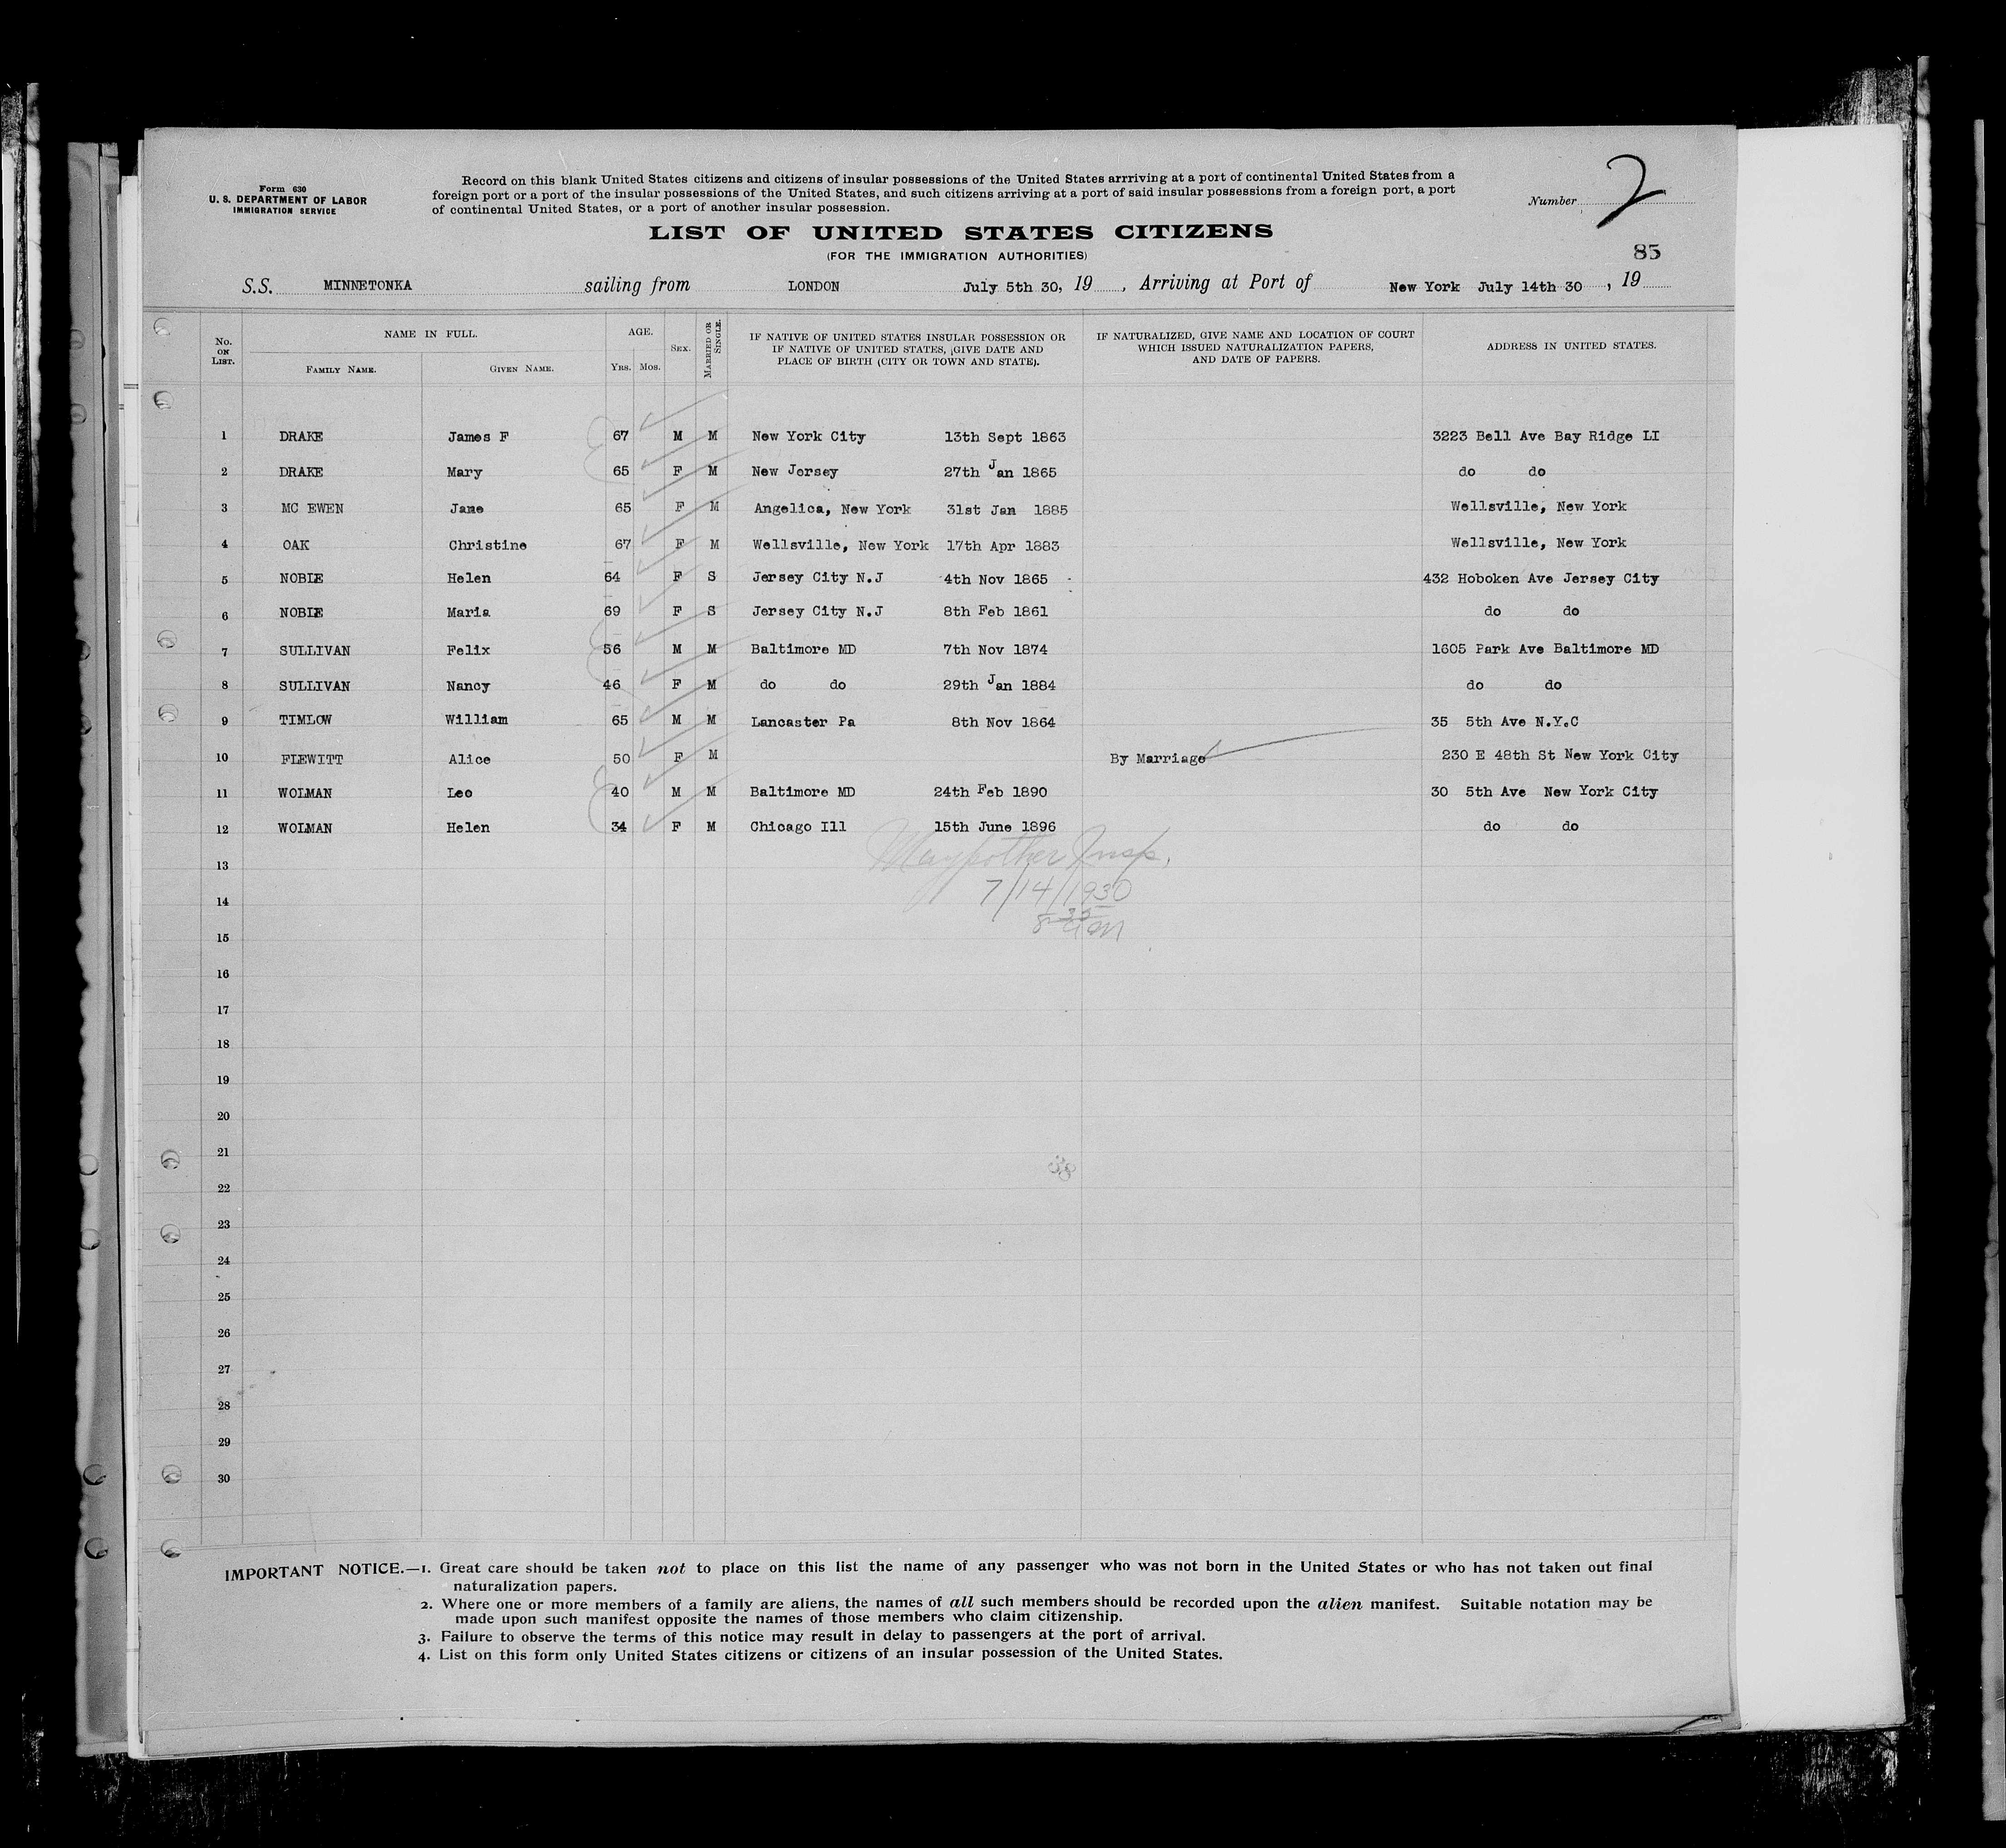 Form 630
U. S. DEPARTMENT OF LABOR
IMMIGRATION SERVICE
Record on this blank United States citizens and citizens of insular possessions of the United States arrriving at a port of continental United States from a
foreign port or a port of the insular possessions of the United States, and such citizens arriving at a port of said insular possessions from a foreign port, a port
of continental United States, or a port of another insular possession.
Number 2
LIST OF UNITED STATES CITIZENS
(FOR THE IMMIGRATION AUTHORITIES)
85
S.S. MINNETONKA sailing from LONDON July 5th 30, 19 , Arriving at Port of New York July 14th 30 , 19
No. ON LIST. NAME IN FULL. FAMILY NAME. GIVEN NAME. AGE. YRS. MOS. SEX. MARRIED OR SINGLE. IF NATIVE OF UNITED STATES INSULAR POSSESSION OR IF NATIVE OF UNITED STATES, GIVE DATE AND PLACE OF BIRTH (CITY OR TOWN AND STATE). IF NATURALIZED, GIVE NAME AND LOCATION OF COURT WHICH ISSUED NATURALIZATION PAPERS, AND DATE OF PAPERS. ADDRESS IN UNITED STATES.
1 DRAKE James F 67 M M New York City 13th Sept 1863 3223 Bell Ave Bay Ridge LI
2 DRAKE Mary 65 F M New Jersey 27th Jan 1865 do do
3 MC EWEN Jane 65 F M Angelica, New York 31st Jan 1885 Wellsville, New York
4 OAK Christine 67 F M Wellsville, New York 17th Apr 1883 Wellsville, New York
5 NOBLE Helen 64 F S Jersey City N.J 4th Nov 1865 432 Hoboken Ave Jersey City
6 NOBLE Maria 69 F S Jersey City N.J 8th Feb 1861 do do
7 SULLIVAN Felix 56 M M Baltimore MD 7th Nov 1874 1605 Park Ave Baltimore MD
8 SULLIVAN Nancy 46 F M do do 29th Jan 1884 do do
9 TIMLOW William 65 M M Lancaster Pa 8th Nov 1864 35 5th Ave N.Y.C
10 FLEWITT Alice 50 F M By Marriage 230 E 48th St New York City
11 WOLMAN Leo 40 M M Baltimore MD 24th Feb 1890 30 5th Ave New York City
12 WOLMAN Helen 34 F M Chicago Ill 15th June 1896 do do
Insp.
13
7/14/1930
14
15
16
17
18
19
20
21
22
23
24
25
26
27
28
29
30
IMPORTANT NOTICE.—1. Great care should be taken not to place on this list the name of any passenger who was not born in the United States or who has not taken out final
naturalization papers.
2. Where one or more members of a family are aliens, the names of all such members should be recorded upon the alien manifest. Suitable notation may be
made upon such manifest opposite the names of those members who claim citizenship.
3. Failure to observe the terms of this notice may result in delay to passengers at the port of arrival.
4. List on this form only United States citizens or citizens of an insular possession of the United States.